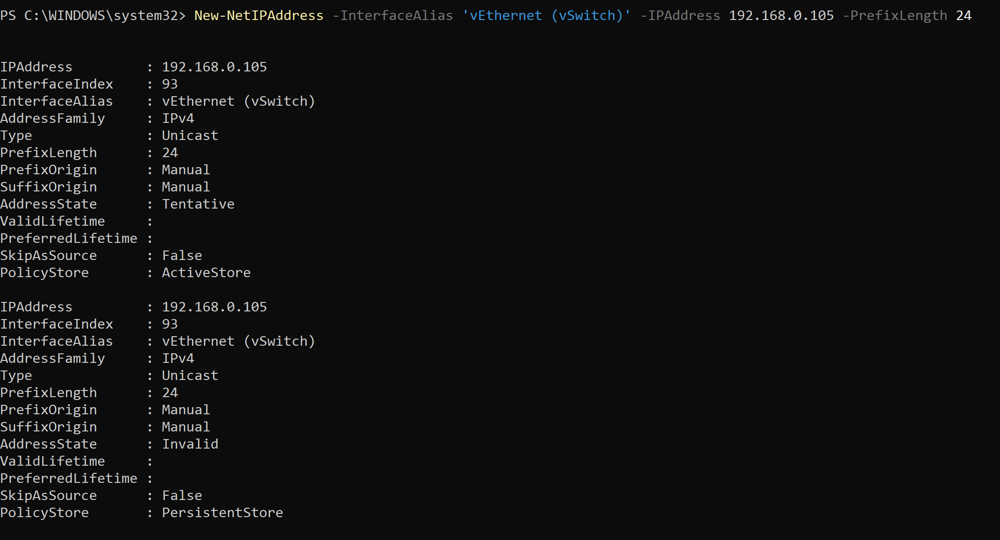 PS C:\WINDOWS\system32> New-NetIPAddress -InterfaceAlias 'vEthernet (vSwitch)' -IPAddress 192.168.0.105 -PrefixLength 24
IPAddress         : 192.168.0.105
InterfaceIndex    : 93
InterfaceAlias    : vEthernet (vSwitch)
AddressFamily     : IPv4
Type              : Unicast
PrefixLength      : 24
PrefixOrigin      : Manual
SuffixOrigin      : Manual
AddressState      : Tentative
ValidLifetime     :
PreferredLifetime :
SkipAsSource      : False
PolicyStore       : ActiveStore
IPAddress         : 192.168.0.105
InterfaceIndex    : 93
InterfaceAlias    : vEthernet (vSwitch)
AddressFamily     : IPv4
Type              : Unicast
PrefixLength      : 24
PrefixOrigin      : Manual
SuffixOrigin      : Manual
AddressState      : Invalid
ValidLifetime     :
PreferredLifetime :
SkipAsSource      : False
PolicyStore       : PersistentStore